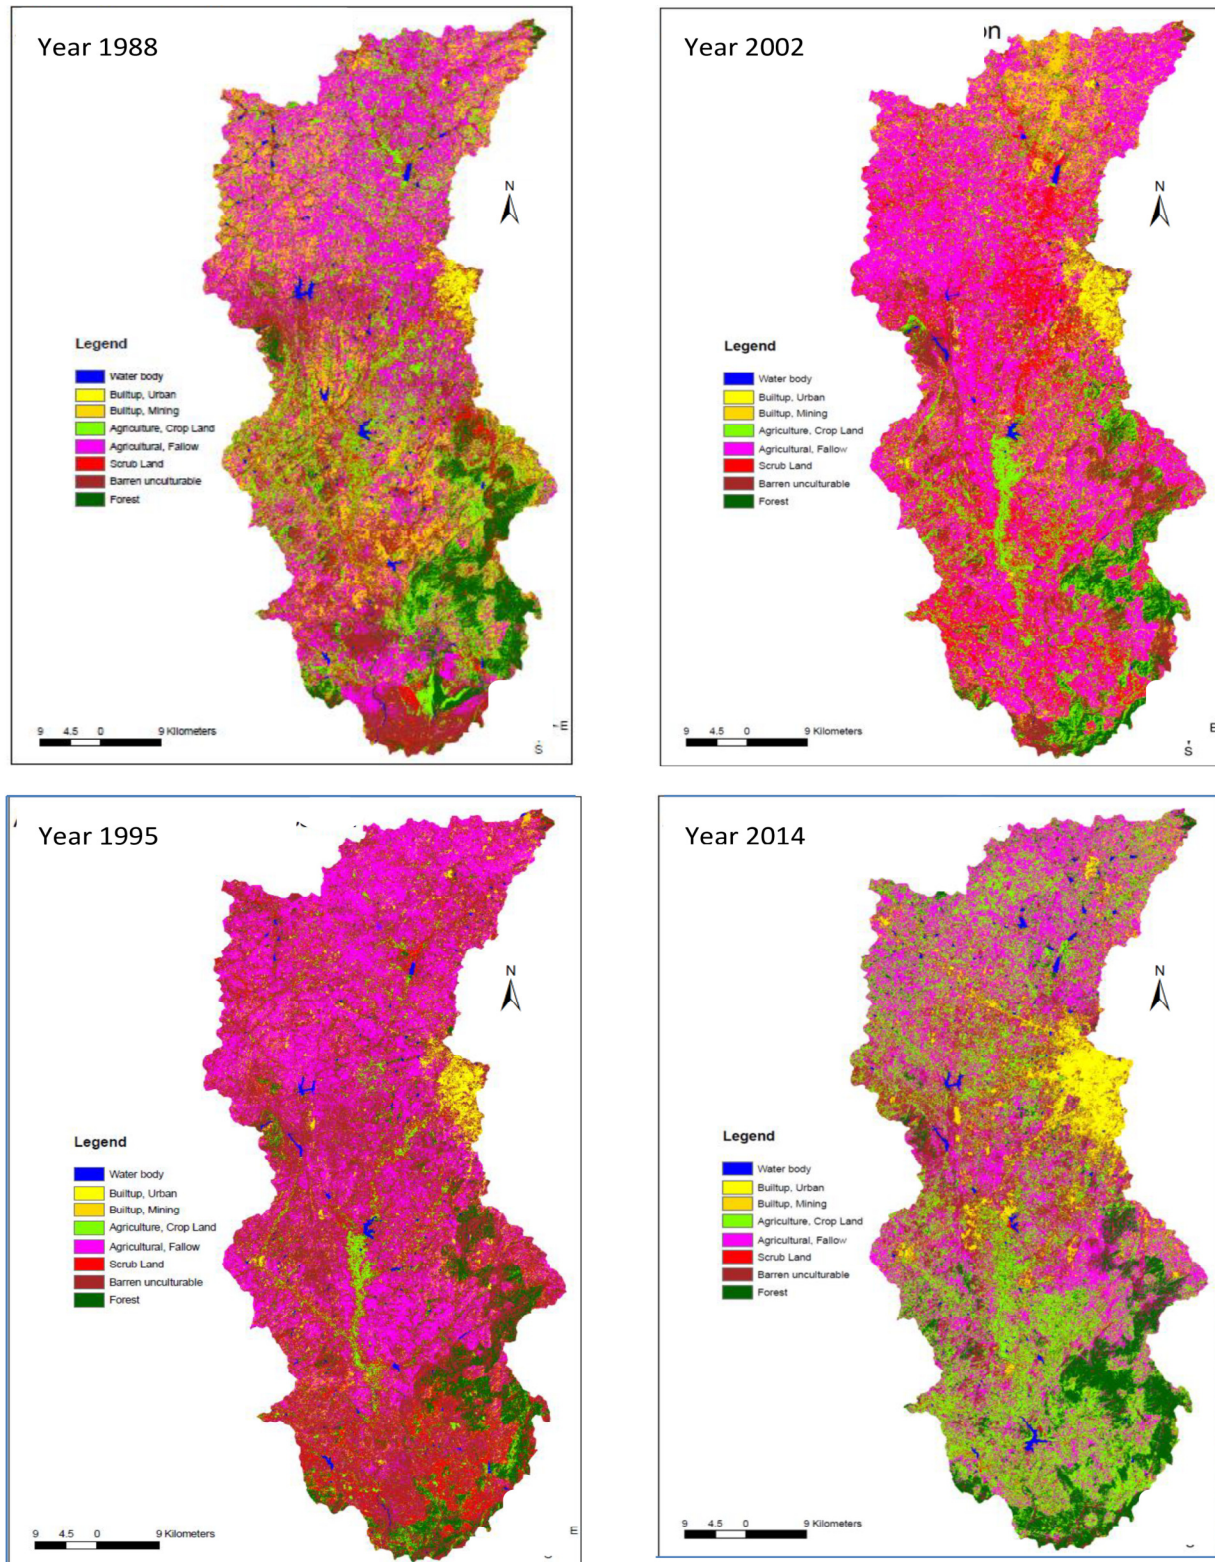 Year 1988
N
Legend
Water body
Builtup, Urban
Builtup, Mining
Agriculture, Crop Land
Agricultural, Fallow
Scrub Land
Barren unculturable
Forest
9 4.5 0 9 Kilometers
E
S
on
Year 2002
N
Legend
Water body
Builtup, Urban
Builtup, Mining
Agriculture, Crop Land
Agricultural, Fallow
Scrub Land
Barren unculturable
Forest
9 4.5 0 9 Kilometers
E
S
Year 1995
N
Legend
Water body
Builtup, Urban
Builtup, Mining
Agriculture, Crop Land
Agricultural, Fallow
Scrub Land
Barren unculturable
Forest
9 4.5 0 9 Kilometers
E
Year 2014
N
Legend
Water body
Builtup, Urban
Builtup, Mining
Agriculture, Crop Land
Agricultural, Fallow
Scrub Land
Barren unculturable
Forest
9 4.5 0 9 Kilometers